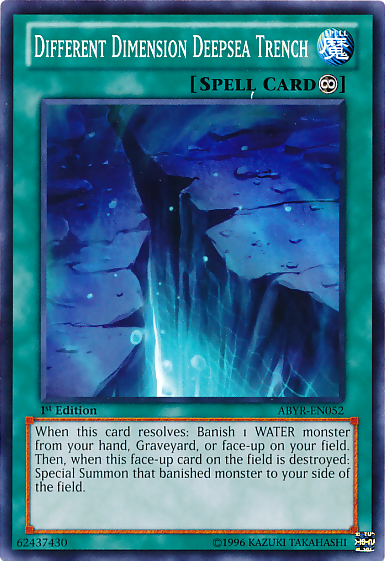 DIFFERENT DIMENSION DEEPSEA TRENCH
魔
[SPELL CARD]
1st Edition
ABYR-EN052
When this card resolves: Banish 1 WATER monster
from your hand, Graveyard, or face-up on your field.
Then, when this face-up card on the field is destroyed:
Special Summon that banished monster to your side of
the field.
62437430
©1996 KAZUKI TAKAHASHI